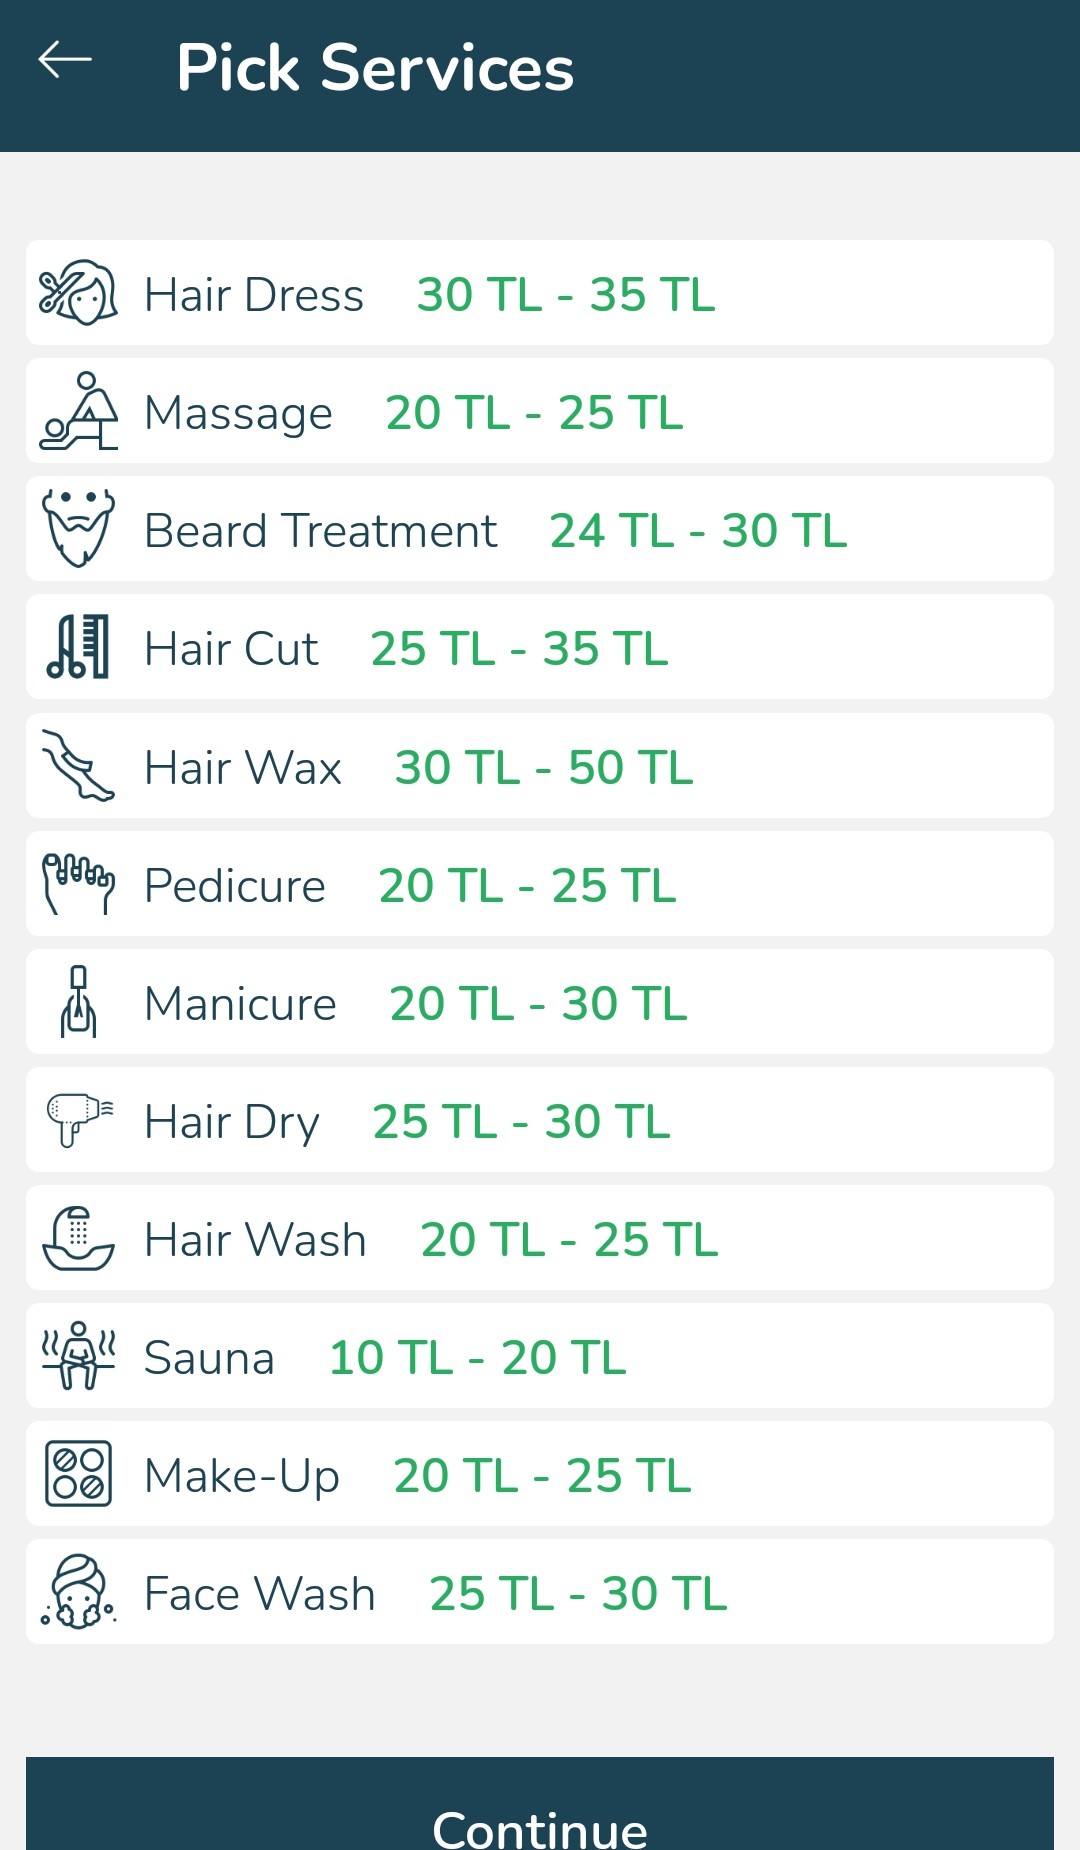 Pick Services
Hair Dress 30 TL - 35 TL
Massage 20 TL - 25 TL
Beard Treatment 24 TL - 30 TL
Hair Cut 25 TL - 35 TL
Hair Wax 30 TL - 50 TL
Pedicure 20 TL - 25 TL
Manicure 20 TL - 30 TL
Hair Dry 25 TL - 30 TL
Hair Wash 20 TL - 25 TL
Sauna 10 TL - 20 TL
Make-Up 20 TL - 25 TL
Face Wash 25 TL - 30 TL
Continue